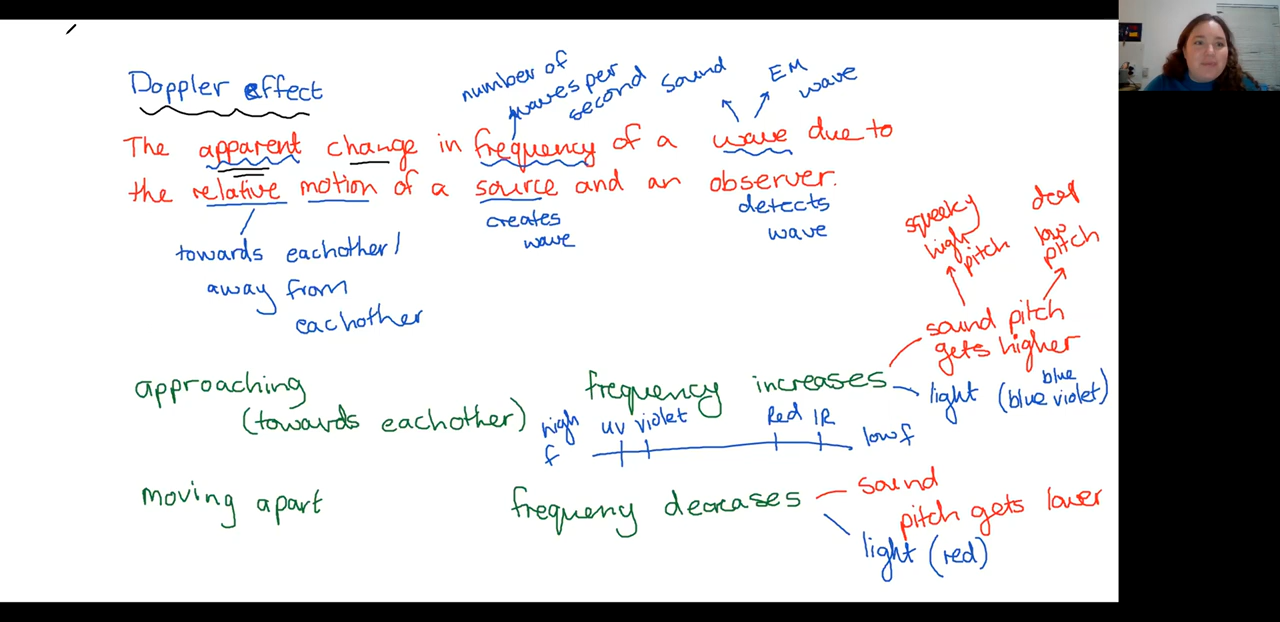 Doppler effect
number of
waves per
second
sound
EM
wave
The apparent change in frequency of a wave due to
the relative motion of a source and an observer.
creates
wave
detects
wave
towards eachother/
away from
eachother
squeeky
high
pitch
deep
low
pitch
sound pitch
gets higher
approaching
(towards eachother)
frequency increases
light (blue violet)
blue
high
f
uv violet
Red IR
low f
moving apart
frequency decreases
sound
pitch gets lower
light (red)